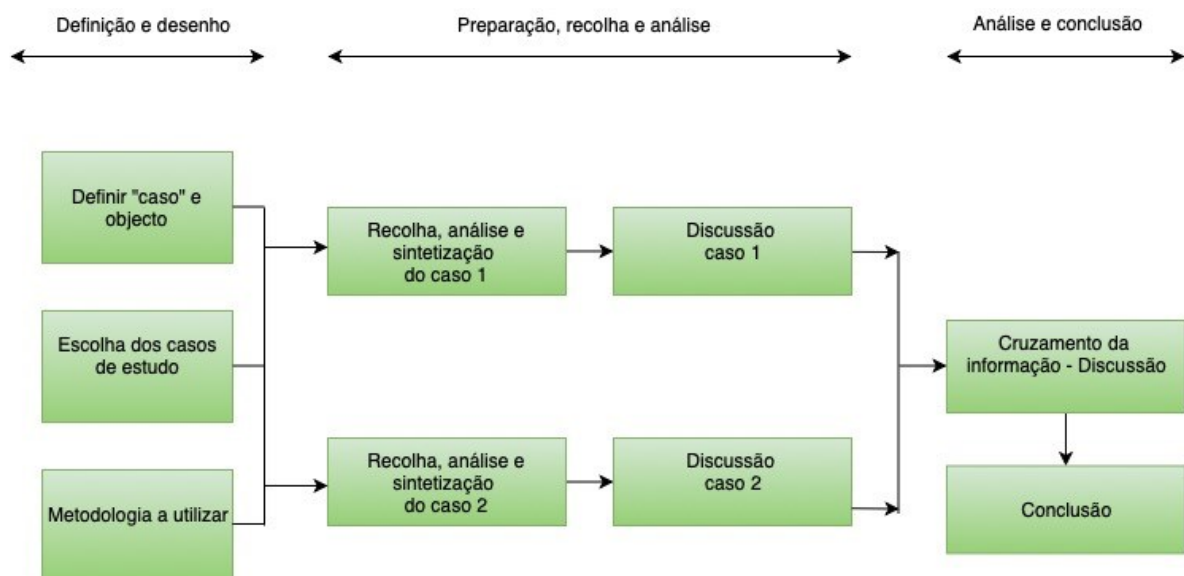 Definição e desenho
Preparação, recolha e análise
Análise e conclusão
Definir "caso" e
objecto
Escolha dos casos
de estudo
Metodologia a utilizar
Recolha, análise e
sintetização
do caso 1
Discussão
caso 1
Recolha, análise e
sintetização
do caso 2
Discussão
caso 2
Cruzamento da
informação - Discussão
Conclusão